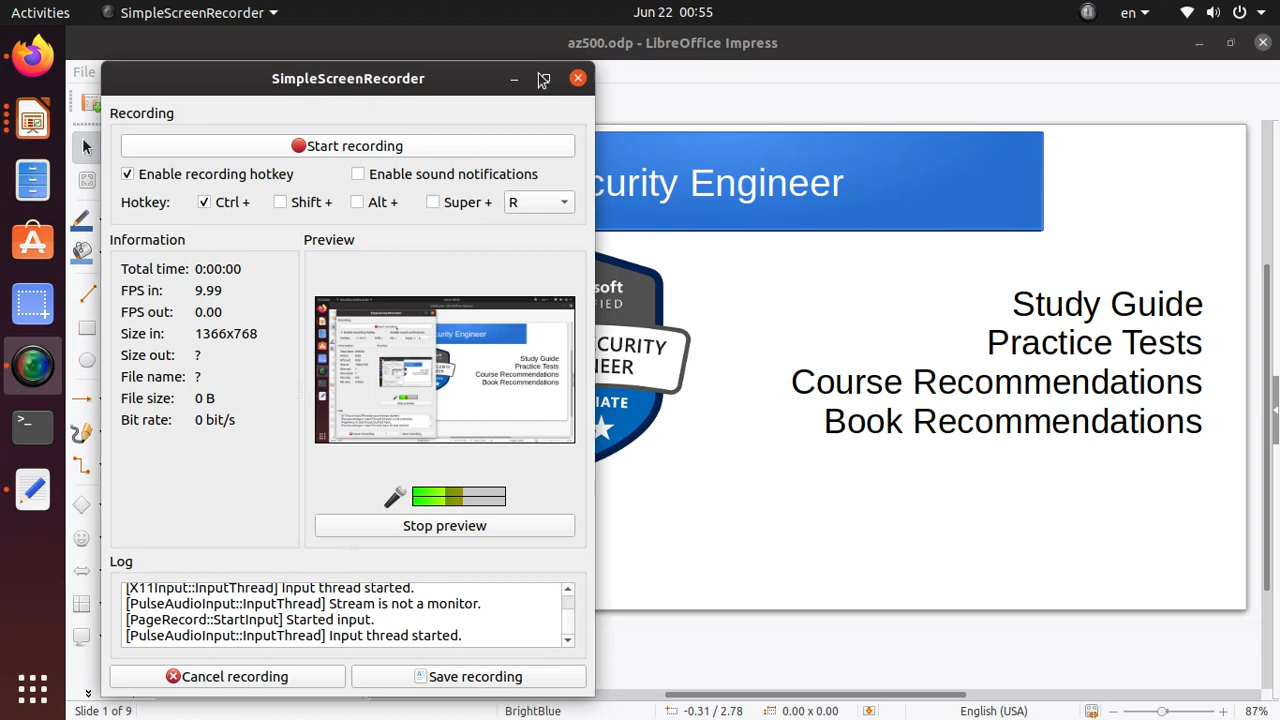 Activities
SimpleScreenRecorder
Jun 22 00:55
en
az500.odp - LibreOffice Impress
File
SimpleScreenRecorder
Recording
Start recording
Enable recording hotkey
Enable sound notifications
Hotkey:
Ctrl +
Shift +
Alt +
Super +
R
Information
Total time: 0:00:00
FPS in: 9.99
FPS out: 0.00
Size in: 1366x768
Size out: ?
File name: ?
File size: 0 B
Bit rate: 0 bit/s
Preview
Stop preview
Log
[X11Input::InputThread] Input thread started.
[PulseAudioInput::InputThread] Stream is not a monitor.
[PageRecord::StartInput] Started input.
[PulseAudioInput::InputThread] Input thread started.
Cancel recording
Save recording
curity Engineer
soft
FIED
CURITY
EER
IATE
Study Guide
Practice Tests
Course Recommendations
Book Recommendations
Slide 1 of 9
BrightBlue
-0.31 / 2.78
0.00 x 0.00
English (USA)
87%